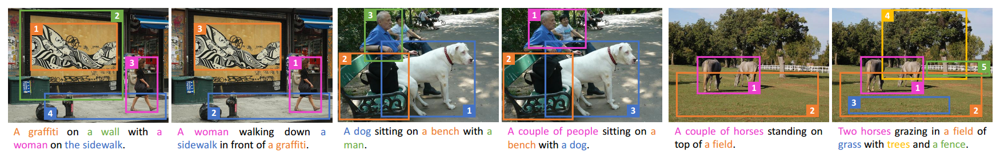 1
2
3
4
3
1
2
A graffiti on a wall with a
woman on the sidewalk.
A woman walking down a
sidewalk in front of a graffiti.
3
2
1
1
2
3
A dog sitting on a bench with a
man.
A couple of people sitting on a
bench with a dog.
1
2
4
5
1
3
2
A couple of horses standing on
top of a field.
Two horses grazing in a field of
grass with trees and a fence.